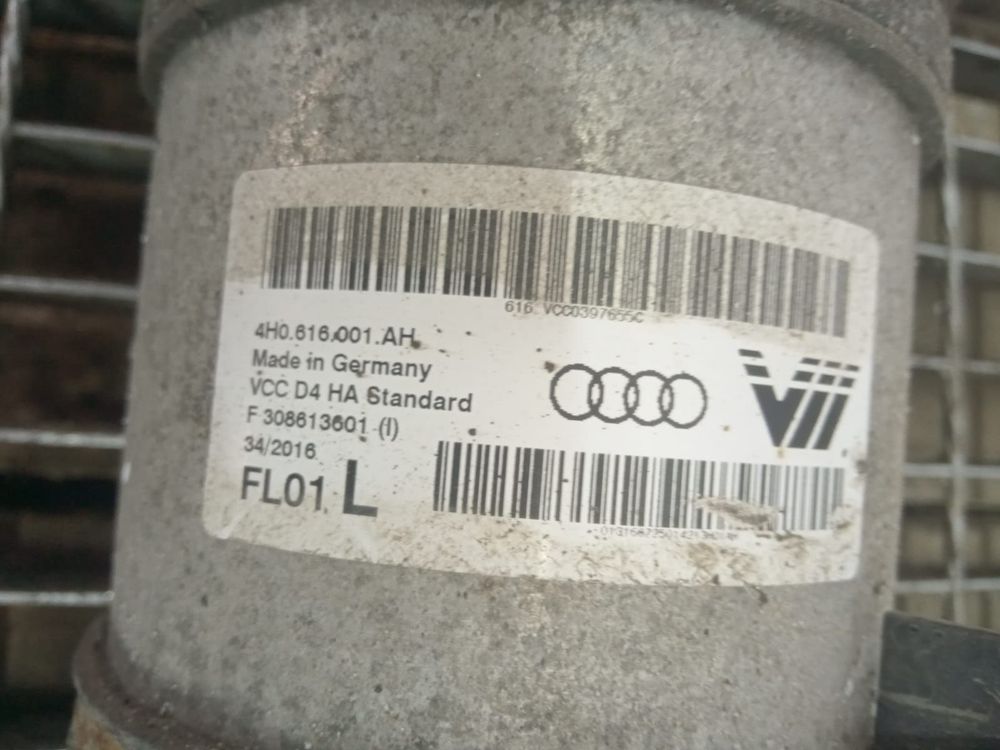 616 VCC0397655C
4H0.616.001.AH
Made in Germany
VCC D4 HA Standard
F 308613601 (I)
34/2016
FL01 L